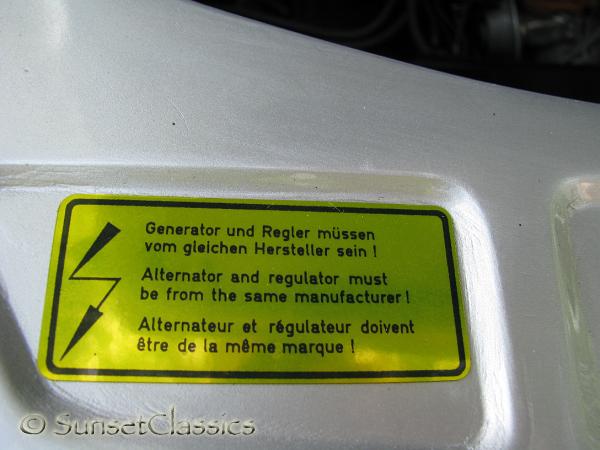 Generator und Regler müssen
vom gleichen Hersteller sein !
Alternator and regulator must
be from the same manufacturer !
Alternateur et régulateur doivent
être de la même marque !
© SunsetClassics